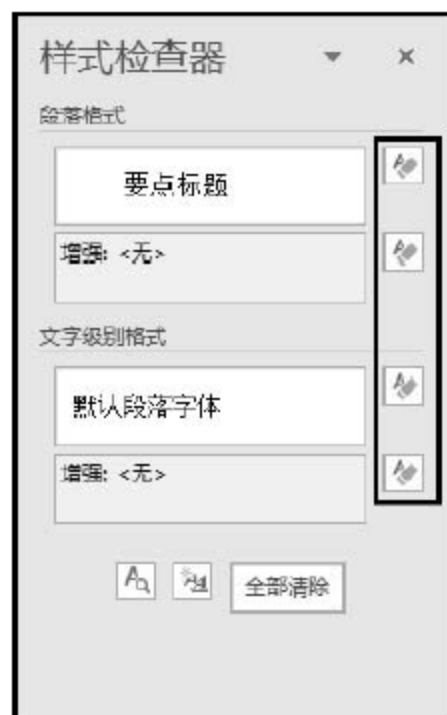 样式检查器
段落格式
要点标题
增强: <无>
文字级别格式
默认段落字体
增强: <无>
全部清除